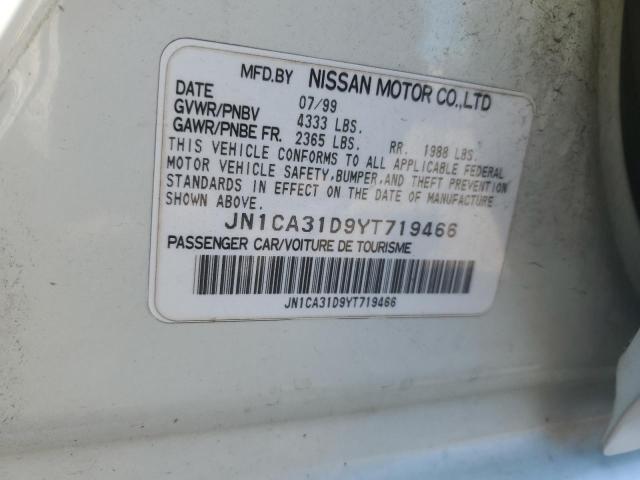 MFD.BY NISSAN MOTOR CO.,LTD
DATE 07/99
GVWR/PNBV 4333 LBS.
GAWR/PNBE FR. 2365 LBS. RR. 1988 LBS.
THIS VEHICLE CONFORMS TO ALL APPLICABLE FEDERAL
MOTOR VEHICLE SAFETY, BUMPER, AND THEFT PREVENTION
STANDARDS IN EFFECT ON THE DATE OF MANUFACTURE
SHOWN ABOVE.
JN1CA31D9YT719466
PASSENGER CAR/VOITURE DE TOURISME
JN1CA31D9YT719466